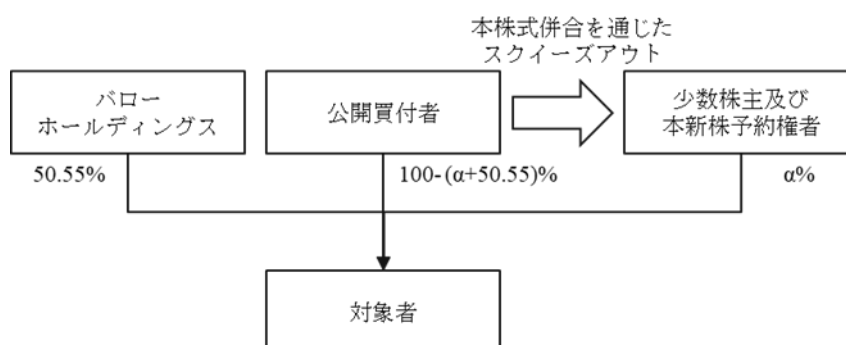 本株式併合を通じた
スクイーズアウト
バロー
ホールディングス
公開買付者
少数株主及び
本新株予約権者
50.55%
100-(α+50.55)%
α%
対象者